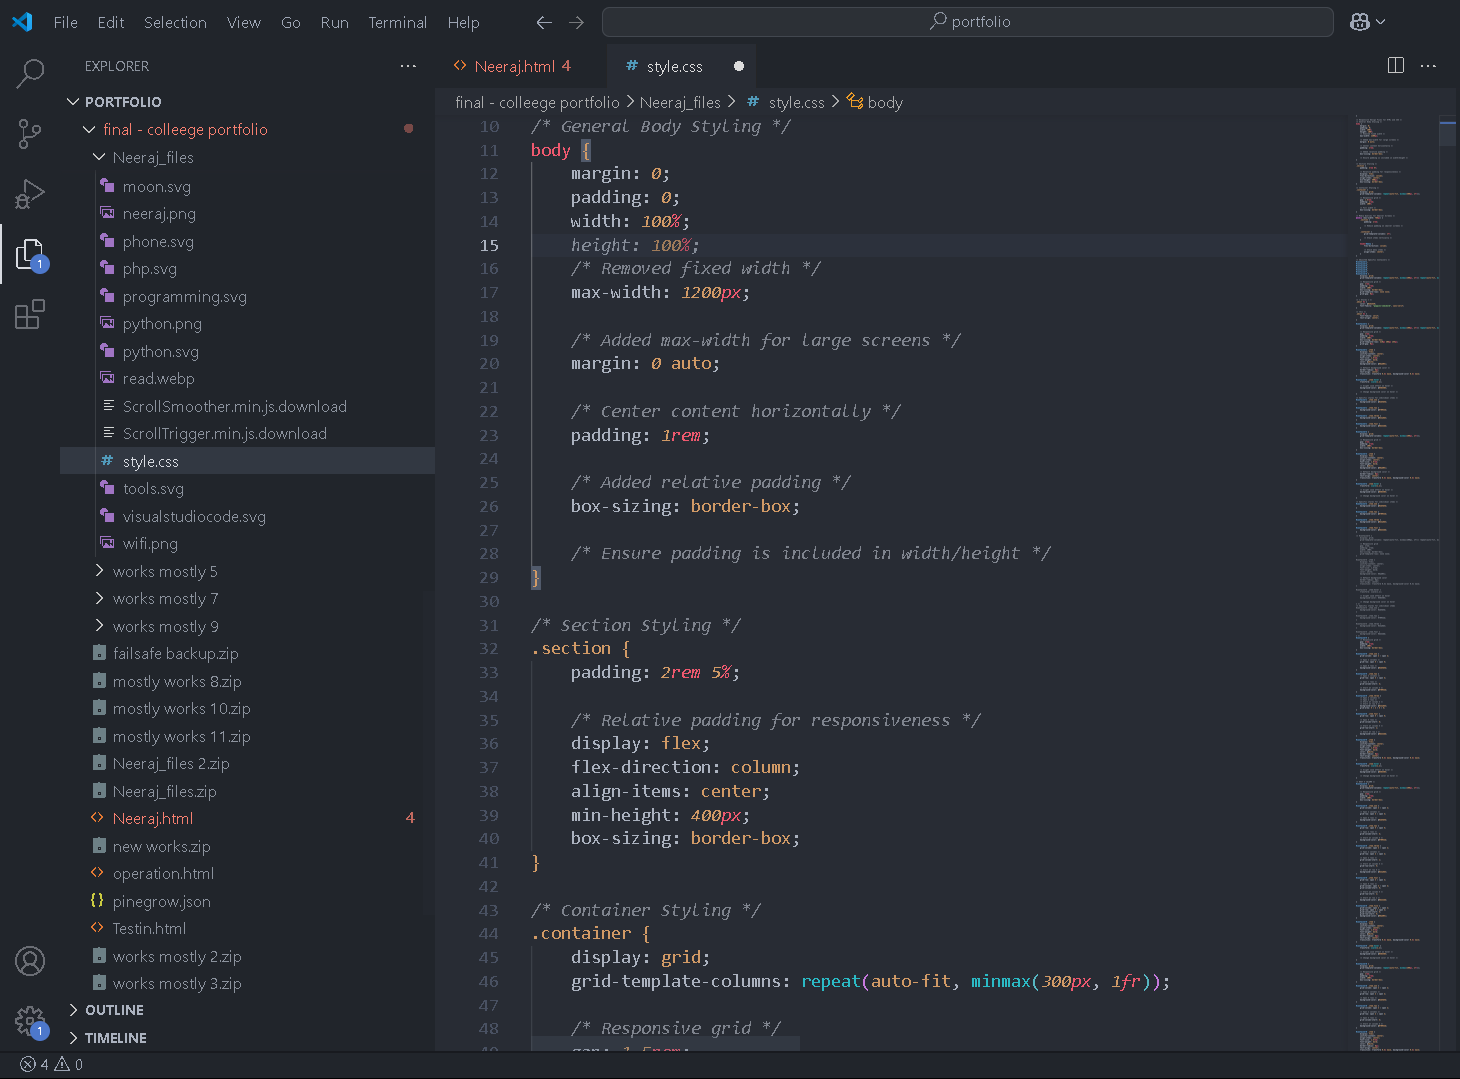 File Edit Selection View Go Run Terminal Help
portfolio
EXPLORER
PORTFOLIO
final - colleege portfolio
Neeraj_files
moon.svg
neeraj.png
phone.svg
php.svg
programming.svg
python.png
python.svg
read.webp
ScrollSmoother.min.js.download
ScrollTrigger.min.js.download
# style.css
tools.svg
visualstudiocode.svg
wifi.png
works mostly 5
works mostly 7
works mostly 9
failsafe backup.zip
mostly works 8.zip
mostly works 10.zip
mostly works 11.zip
Neeraj_files 2.zip
Neeraj_files.zip
<> Neeraj.html 4
new works.zip
<> operation.html
{} pinegrow.json
<> Testin.html
works mostly 2.zip
works mostly 3.zip
OUTLINE
TIMELINE
1
1
4 0
<> Neeraj.html 4
# style.css
final - colleege portfolio > Neeraj_files > # style.css > body
10 /* General Body Styling */
11 body {
12 margin: 0;
13 padding: 0;
14 width: 100%;
15 height: 100%;
16 /* Removed fixed width */
17 max-width: 1200px;
18
19 /* Added max-width for large screens */
20 margin: 0 auto;
21
22 /* Center content horizontally */
23 padding: 1rem;
24
25 /* Added relative padding */
26 box-sizing: border-box;
27
28 /* Ensure padding is included in width/height */
29 }
30
31 /* Section Styling */
32 .section {
33 padding: 2rem 5%;
34
35 /* Relative padding for responsiveness */
36 display: flex;
37 flex-direction: column;
38 align-items: center;
39 min-height: 400px;
40 box-sizing: border-box;
41 }
42
43 /* Container Styling */
44 .container {
45 display: grid;
46 grid-template-columns: repeat(auto-fit, minmax(300px, 1fr));
47
48 /* Responsive grid */